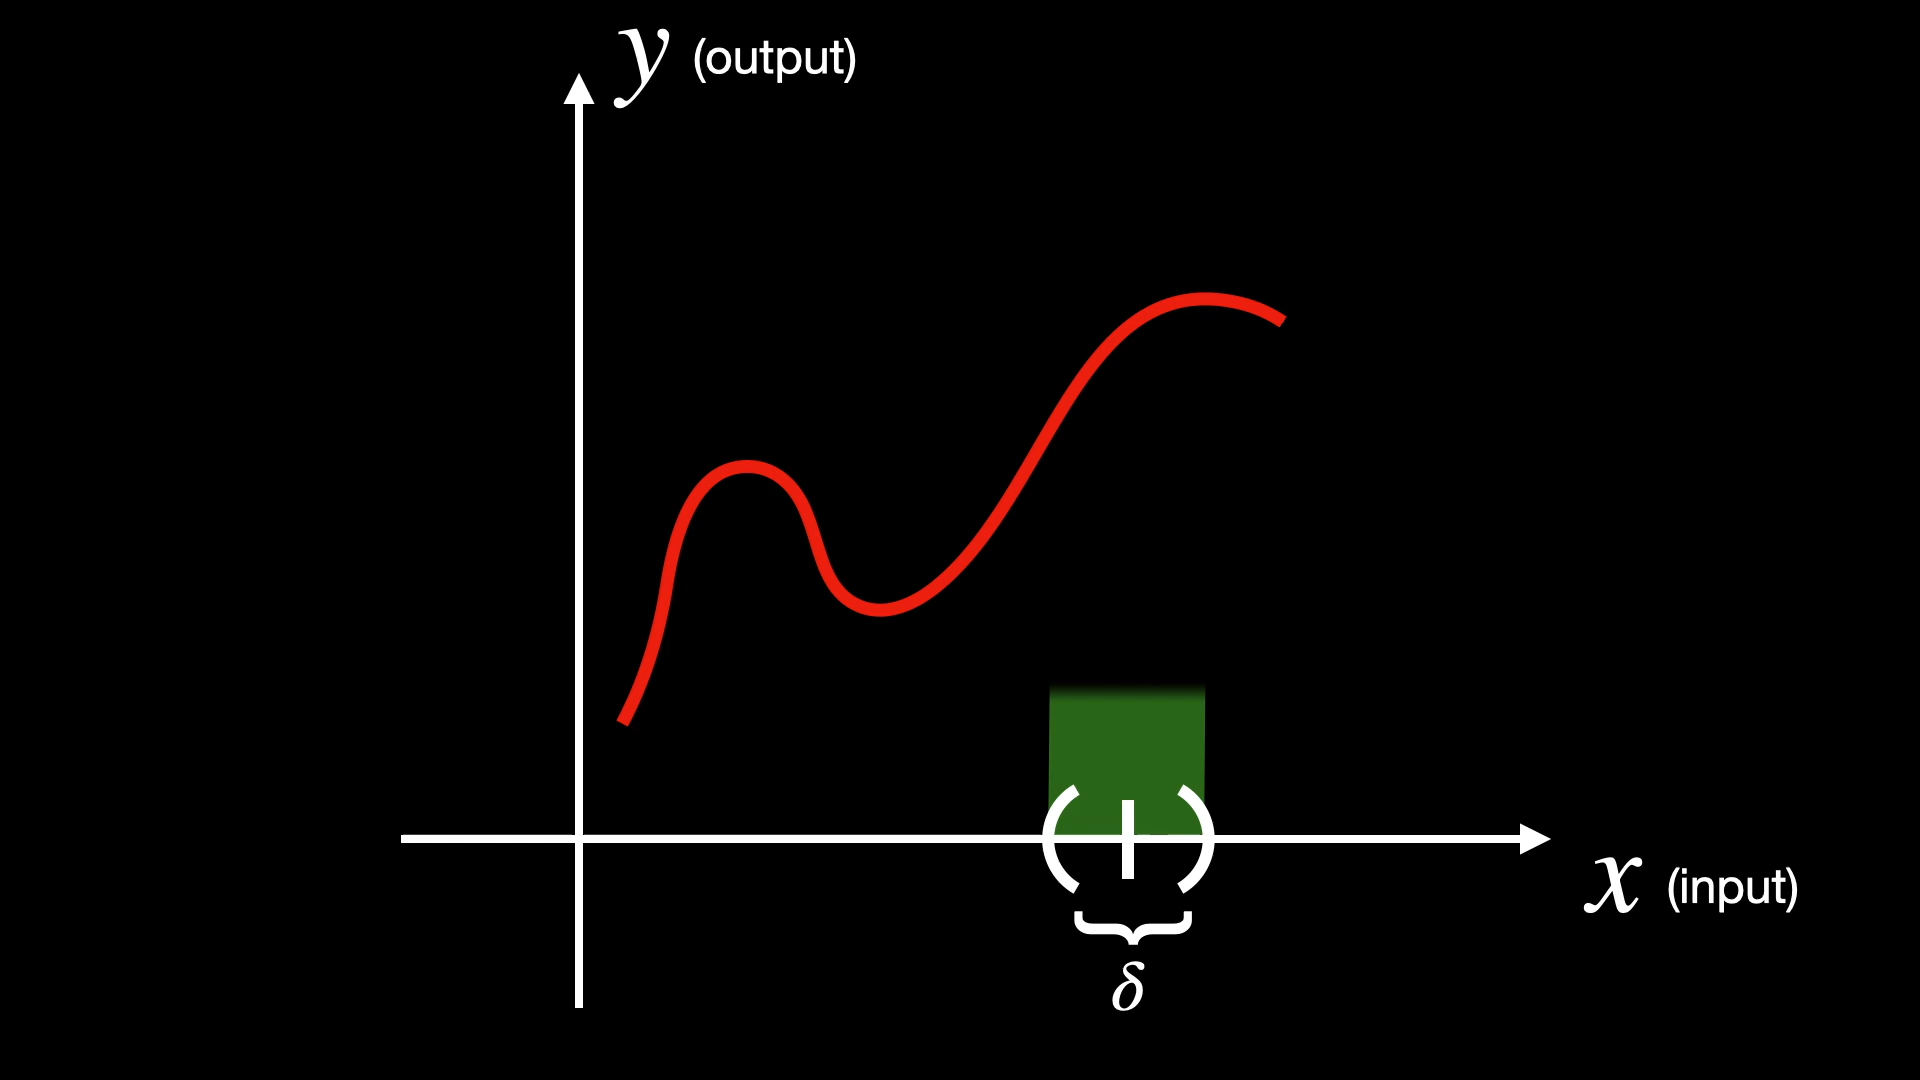 y (output)
x (input)
δ